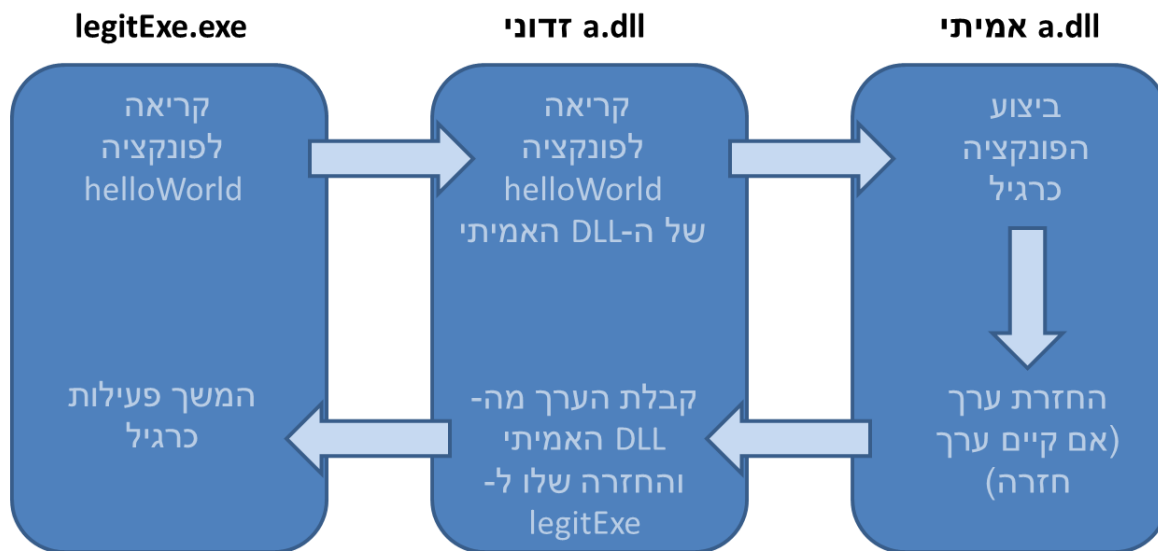 legitExe.exe
a.dll זדוני
a.dll אמיתי
קריאה
לפונקציה
helloWorld
קריאה
לפונקציה
helloWorld
של ה-DLL האמיתי
ביצוע
הפונקציה
כרגיל
החזרת ערך
(אם קיים ערך
חזרה)
קבלת הערך מה-
DLL האמיתי
והחזרה שלו ל-
legitExe
המשך פעילות
כרגיל